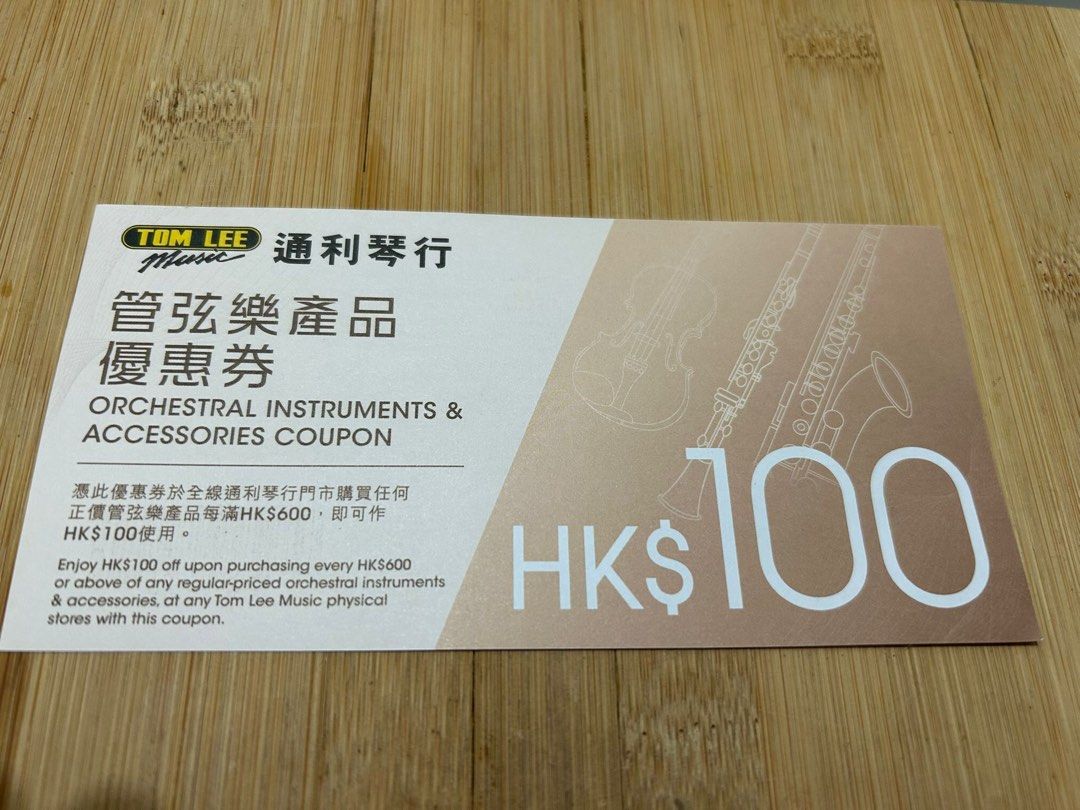 TOM LEE
Music
通利琴行
管弦樂產品
優惠券
ORCHESTRAL INSTRUMENTS &
ACCESSORIES COUPON
憑此優惠券於全線通利琴行門市購買任何
正價管弦樂產品每滿HK$600，即可作
HK$100使用。
Enjoy HK$100 off upon purchasing every HK$600
or above of any regular-priced orchestral instruments
& accessories, at any Tom Lee Music physical
stores with this coupon.
HK$100